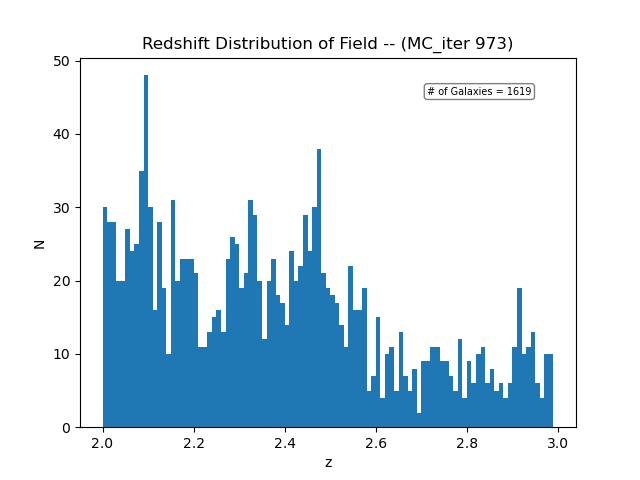 Redshift Distribution of Field -- (MC_iter 973)
# of Galaxies = 1619
50
40
30
20
10
0
N
2.0 2.2 2.4 2.6 2.8 3.0
z